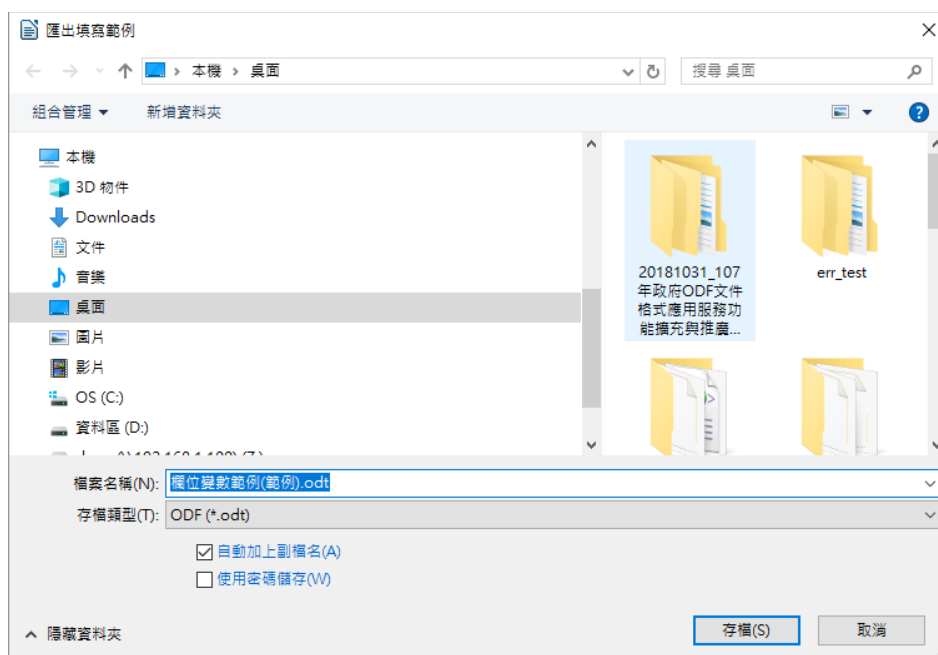 匯出填寫範例
本機 › 桌面
搜尋 桌面
組合管理
新增資料夾
本機
3D 物件
Downloads
文件
音樂
桌面
圖片
影片
OS (C:)
資料區 (D:)
20181031_107
年政府ODF文件
格式應用服務功
能擴充與推廣...
err_test
檔案名稱(N): 欄位變數範例(範例).odt
存檔類型(T): ODF (*.odt)
自動加上副檔名(A)
使用密碼儲存(W)
隱藏資料夾
存檔(S)
取消